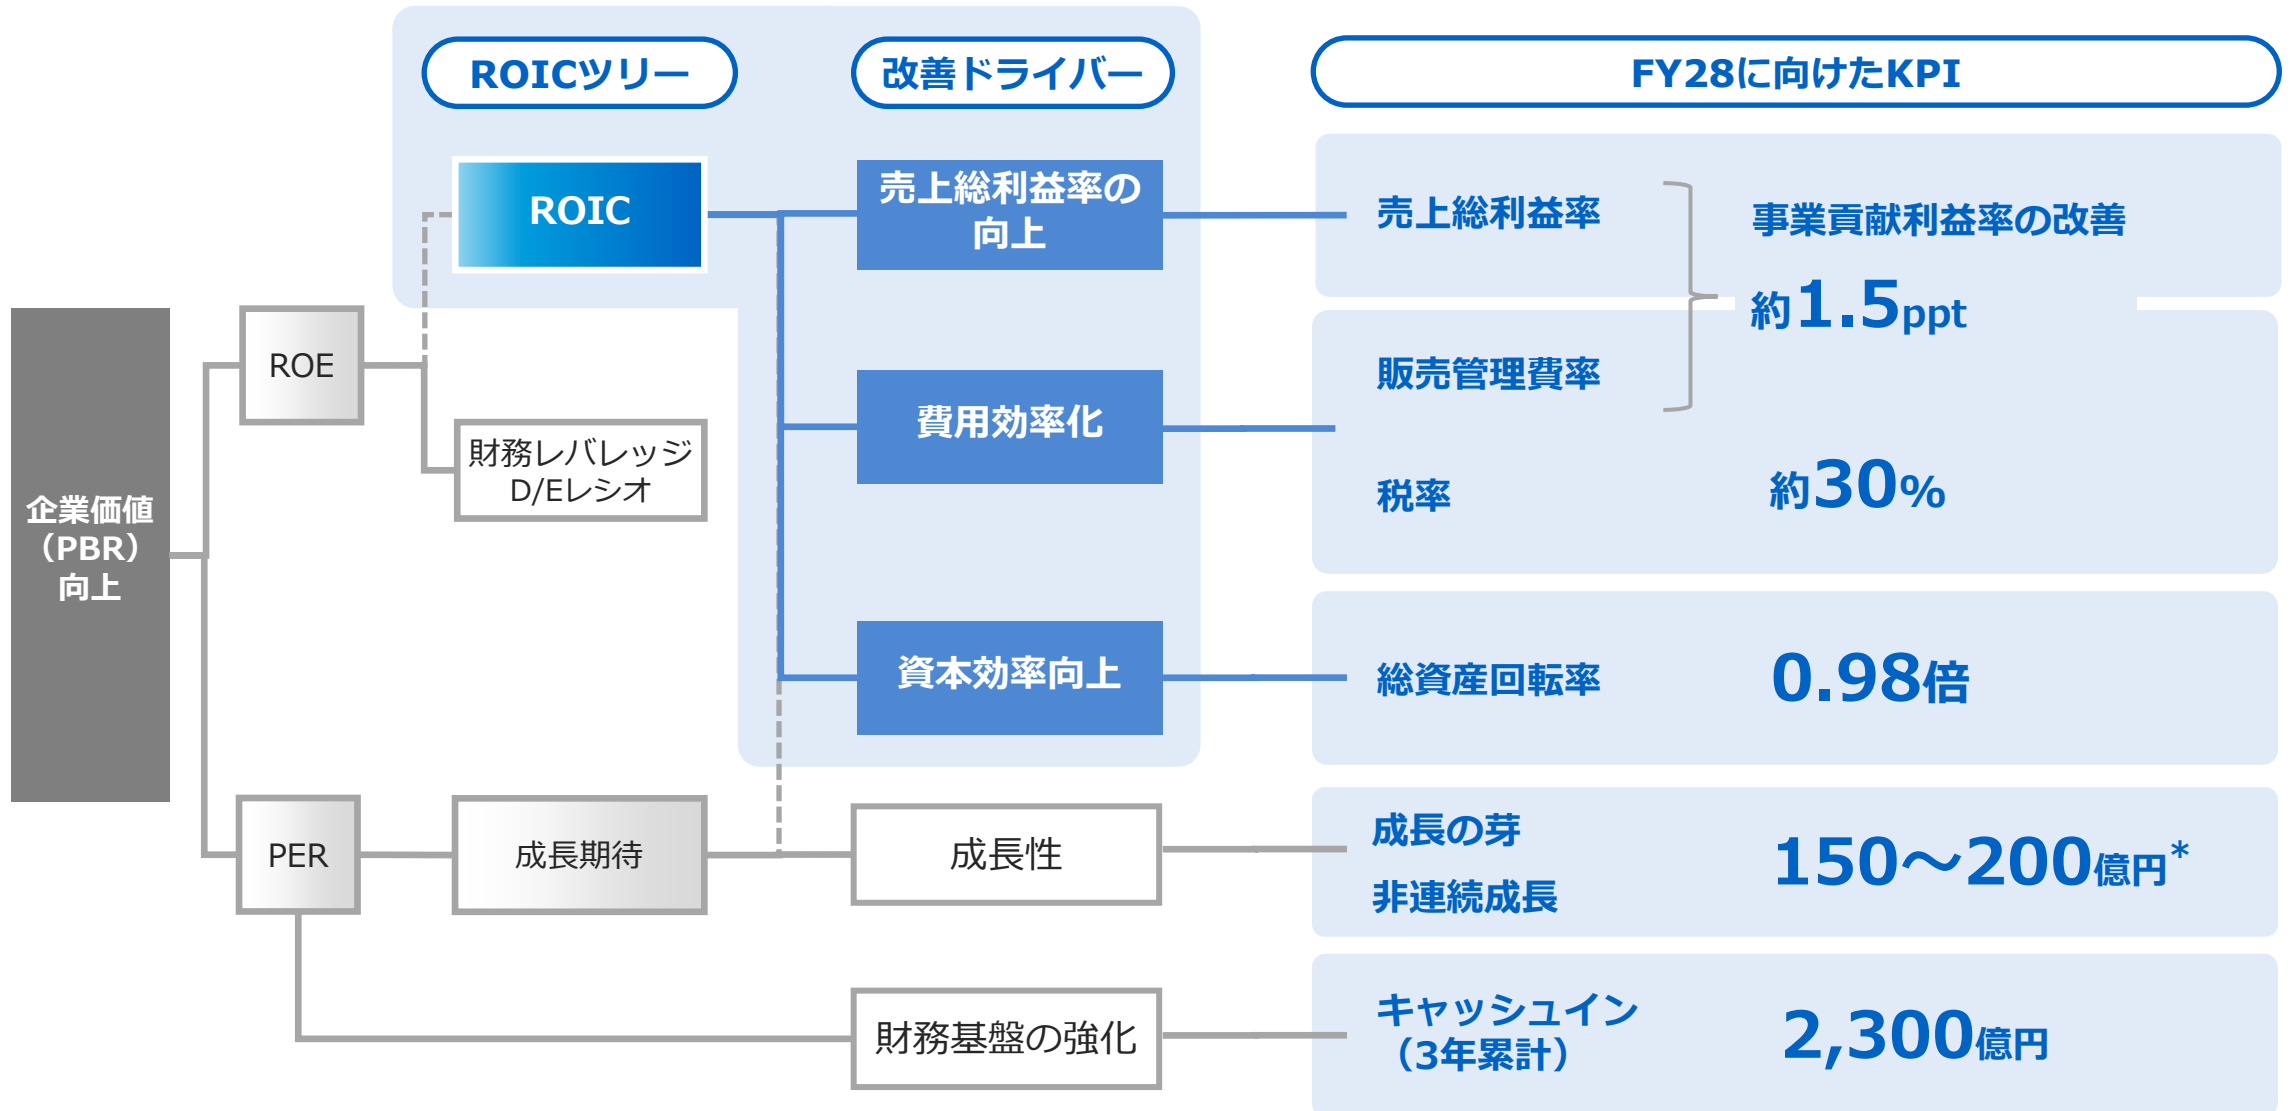 ROICツリー
改善ドライバー
FY28に向けたKPI
ROIC
売上総利益率の
向上
売上総利益率
事業貢献利益率の改善
約1.5ppt
ROE
販売管理費率
費用効率化
財務レバレッジ
D/Eレシオ
税率
約30%
企業価値
（PBR）
向上
資本効率向上
総資産回転率
0.98倍
PER
成長期待
成長性
成長の芽
非連続成長
150～200億円*
財務基盤の強化
キャッシュイン
（3年累計）
2,300億円